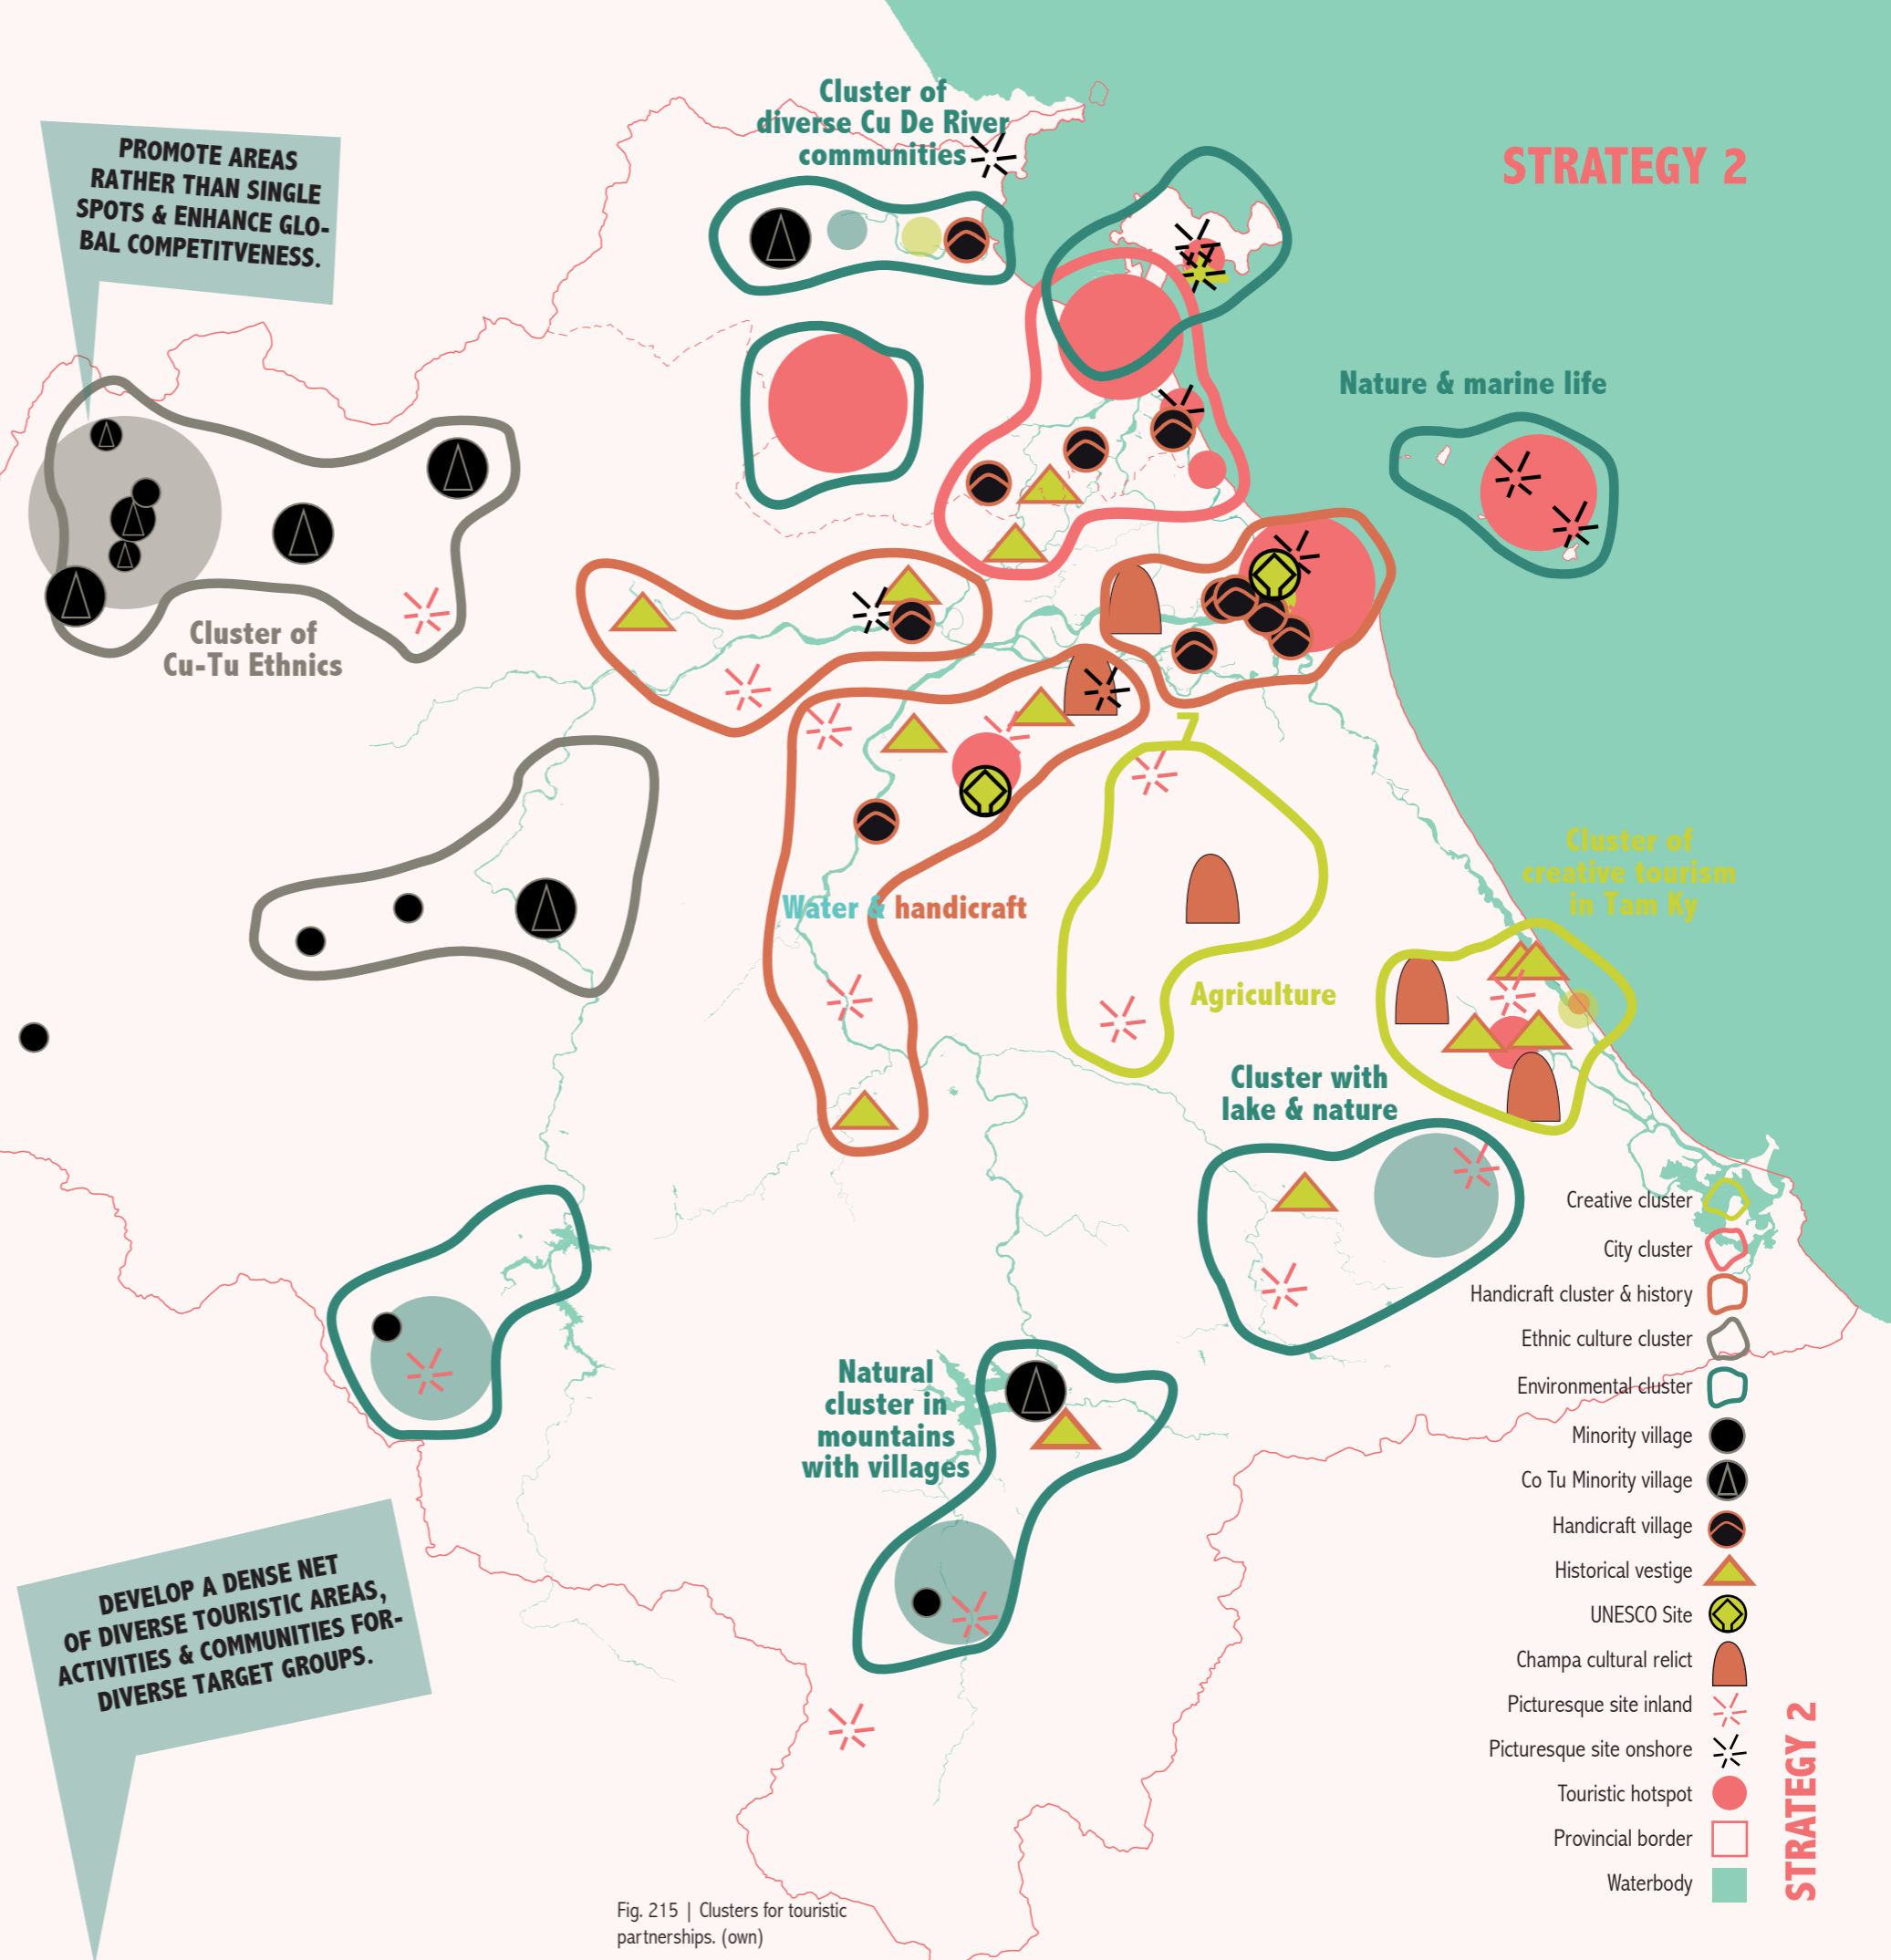 Cluster of
diverse Cu De River
communities
PROMOTE AREAS
RATHER THAN SINGLE
SPOTS & ENHANCE GLO-
BAL COMPETITVENESS.
STRATEGY 2
Nature & marine life
Cluster of
Cu-Tu Ethnics
7
Cluster of
creative tourism
in Tam Ky
Water & handicraft
Agriculture
Cluster with
lake & nature
Natural
cluster in
mountains
with villages
DEVELOP A DENSE NET
OF DIVERSE TOURISTIC AREAS,
ACTIVITIES & COMMUNITIES FOR-
DIVERSE TARGET GROUPS.
Creative cluster
City cluster
Handicraft cluster & history
Ethnic culture cluster
Environmental cluster
Minority village
Co Tu Minority village
Handicraft village
Historical vestige
UNESCO Site
Champa cultural relict
Picturesque site inland
Picturesque site onshore
Touristic hotspot
Provincial border
Waterbody
STRATEGY 2
Fig. 215 | Clusters for touristic
partnerships. (own)